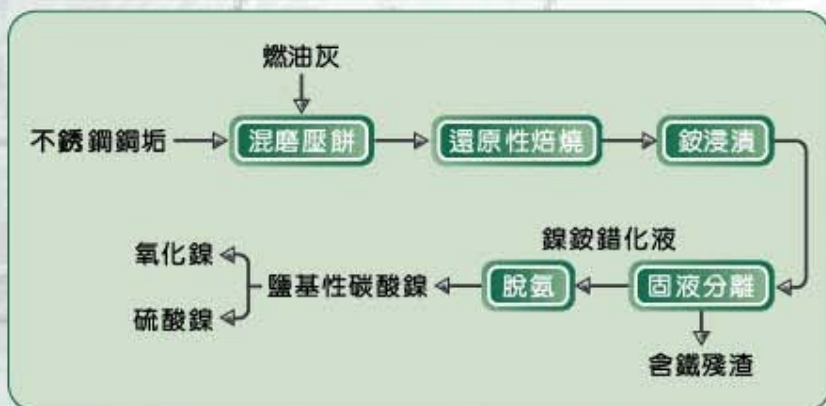 燃油灰
不銹鋼鋼垢
混磨壓餅
還原性焙燒
銨浸漬
鎳銨錯化液
固液分離
含鐵殘渣
脫氨
鹽基性碳酸鎳
氧化鎳
硫酸鎳